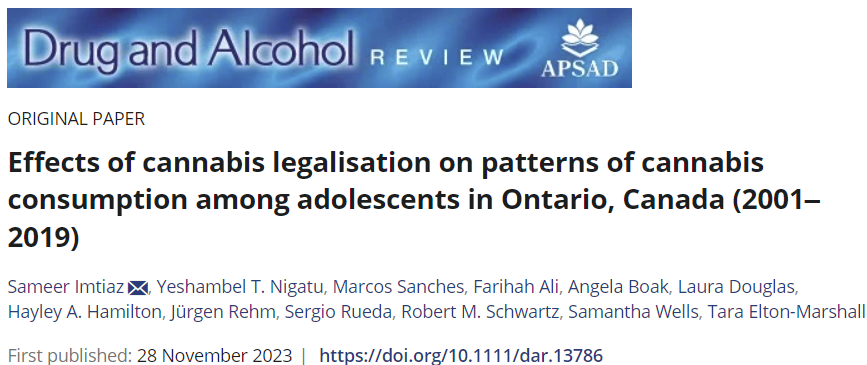 Drug and Alcohol REVIEW
APSAD
ORIGINAL PAPER
Effects of cannabis legalisation on patterns of cannabis
consumption among adolescents in Ontario, Canada (2001–
2019)
Sameer Imtiaz, Yeshambel T. Nigatu, Marcos Sanches, Farihah Ali, Angela Boak, Laura Douglas,
Hayley A. Hamilton, Jürgen Rehm, Sergio Rueda, Robert M. Schwartz, Samantha Wells, Tara Elton-Marshall
First published: 28 November 2023 | https://doi.org/10.1111/dar.13786